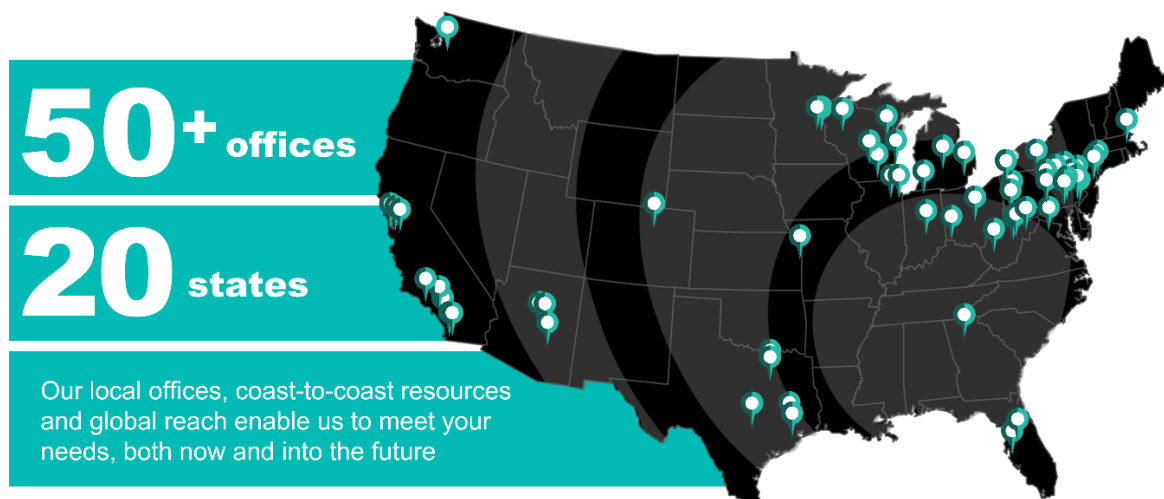 50+ offices
20 states
Our local offices, coast-to-coast resources
and global reach enable us to meet your
needs, both now and into the future